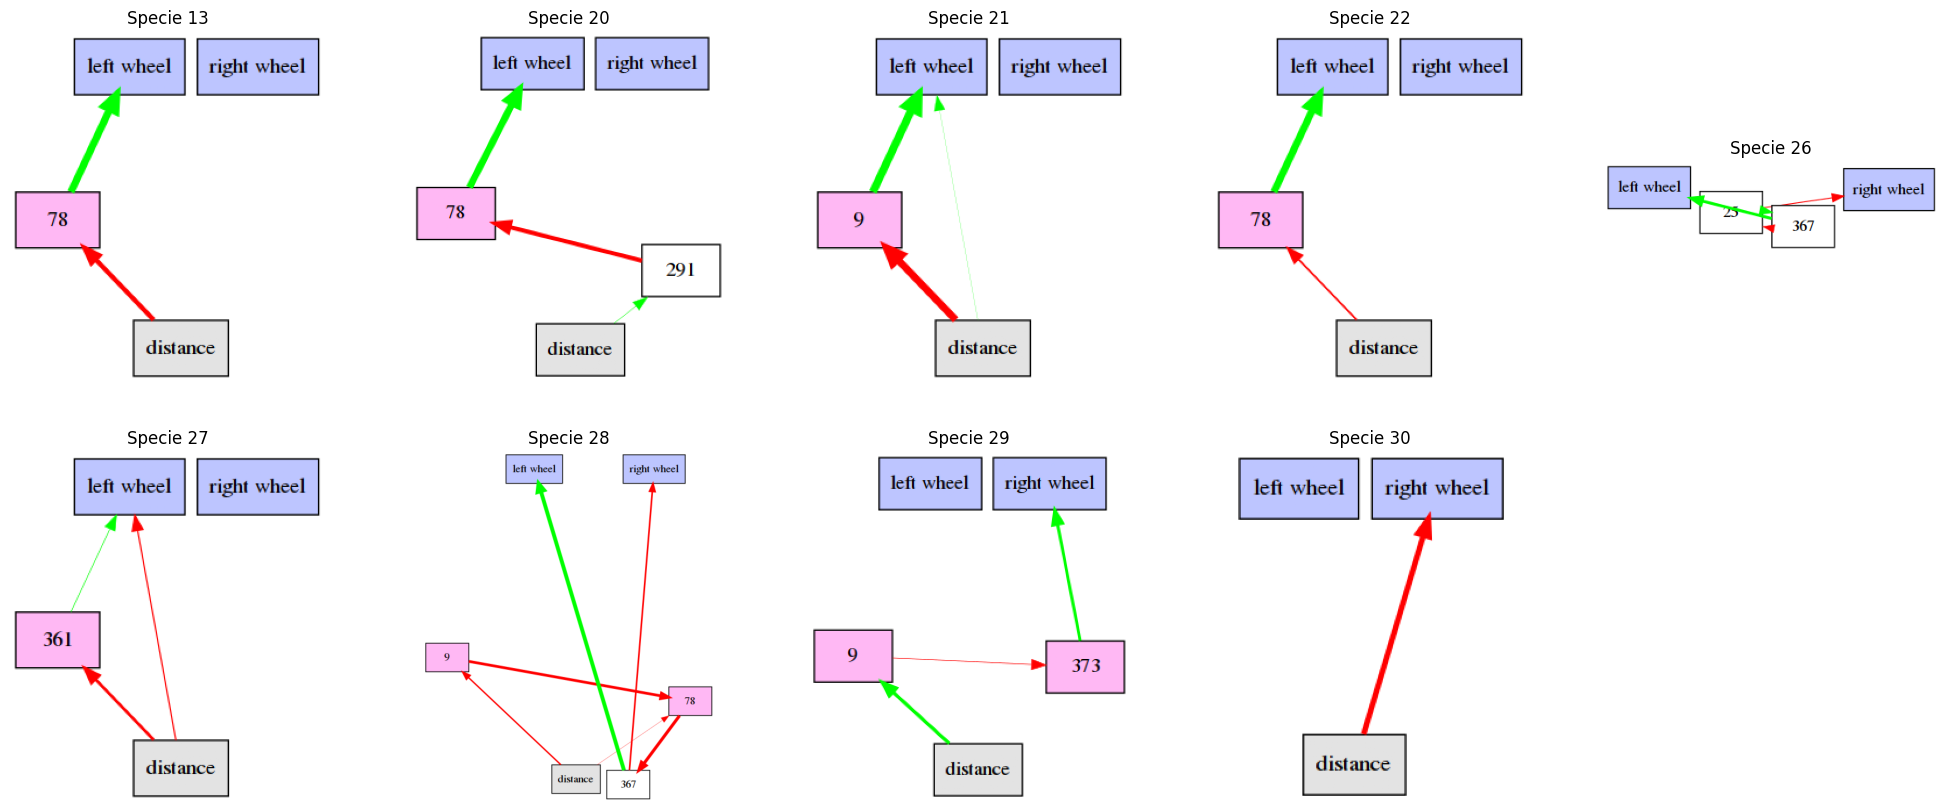 Specie 13
left wheel right wheel
78
distance
Specie 20
left wheel right wheel
78
291
distance
Specie 21
left wheel right wheel
9
distance
Specie 22
left wheel right wheel
78
distance
Specie 26
left wheel right wheel
25
367
Specie 27
left wheel right wheel
361
distance
Specie 28
left wheel right wheel
9
78
distance 367
Specie 29
left wheel right wheel
9
373
distance
Specie 30
left wheel right wheel
distance